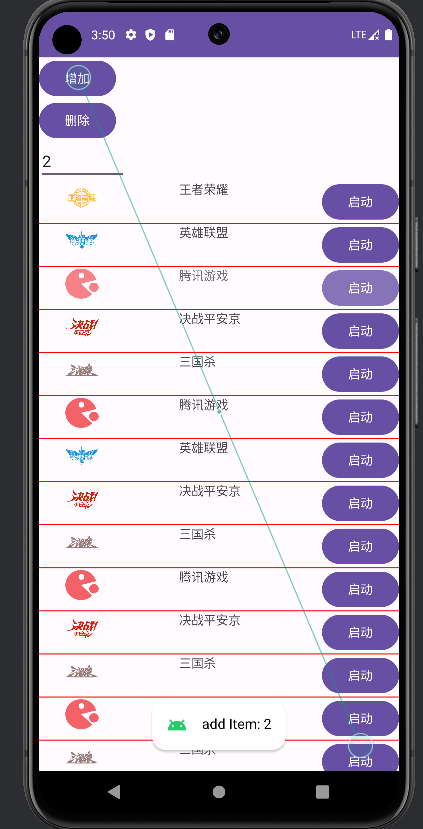 3:50 LTE
增加
删除
2
王者荣耀 启动
英雄联盟 启动
腾讯游戏 启动
决战平安京 启动
三国杀 启动
腾讯游戏 启动
英雄联盟 启动
决战平安京 启动
三国杀 启动
腾讯游戏 启动
决战平安京 启动
三国杀 启动
启动
add Item: 2
三国杀 启动